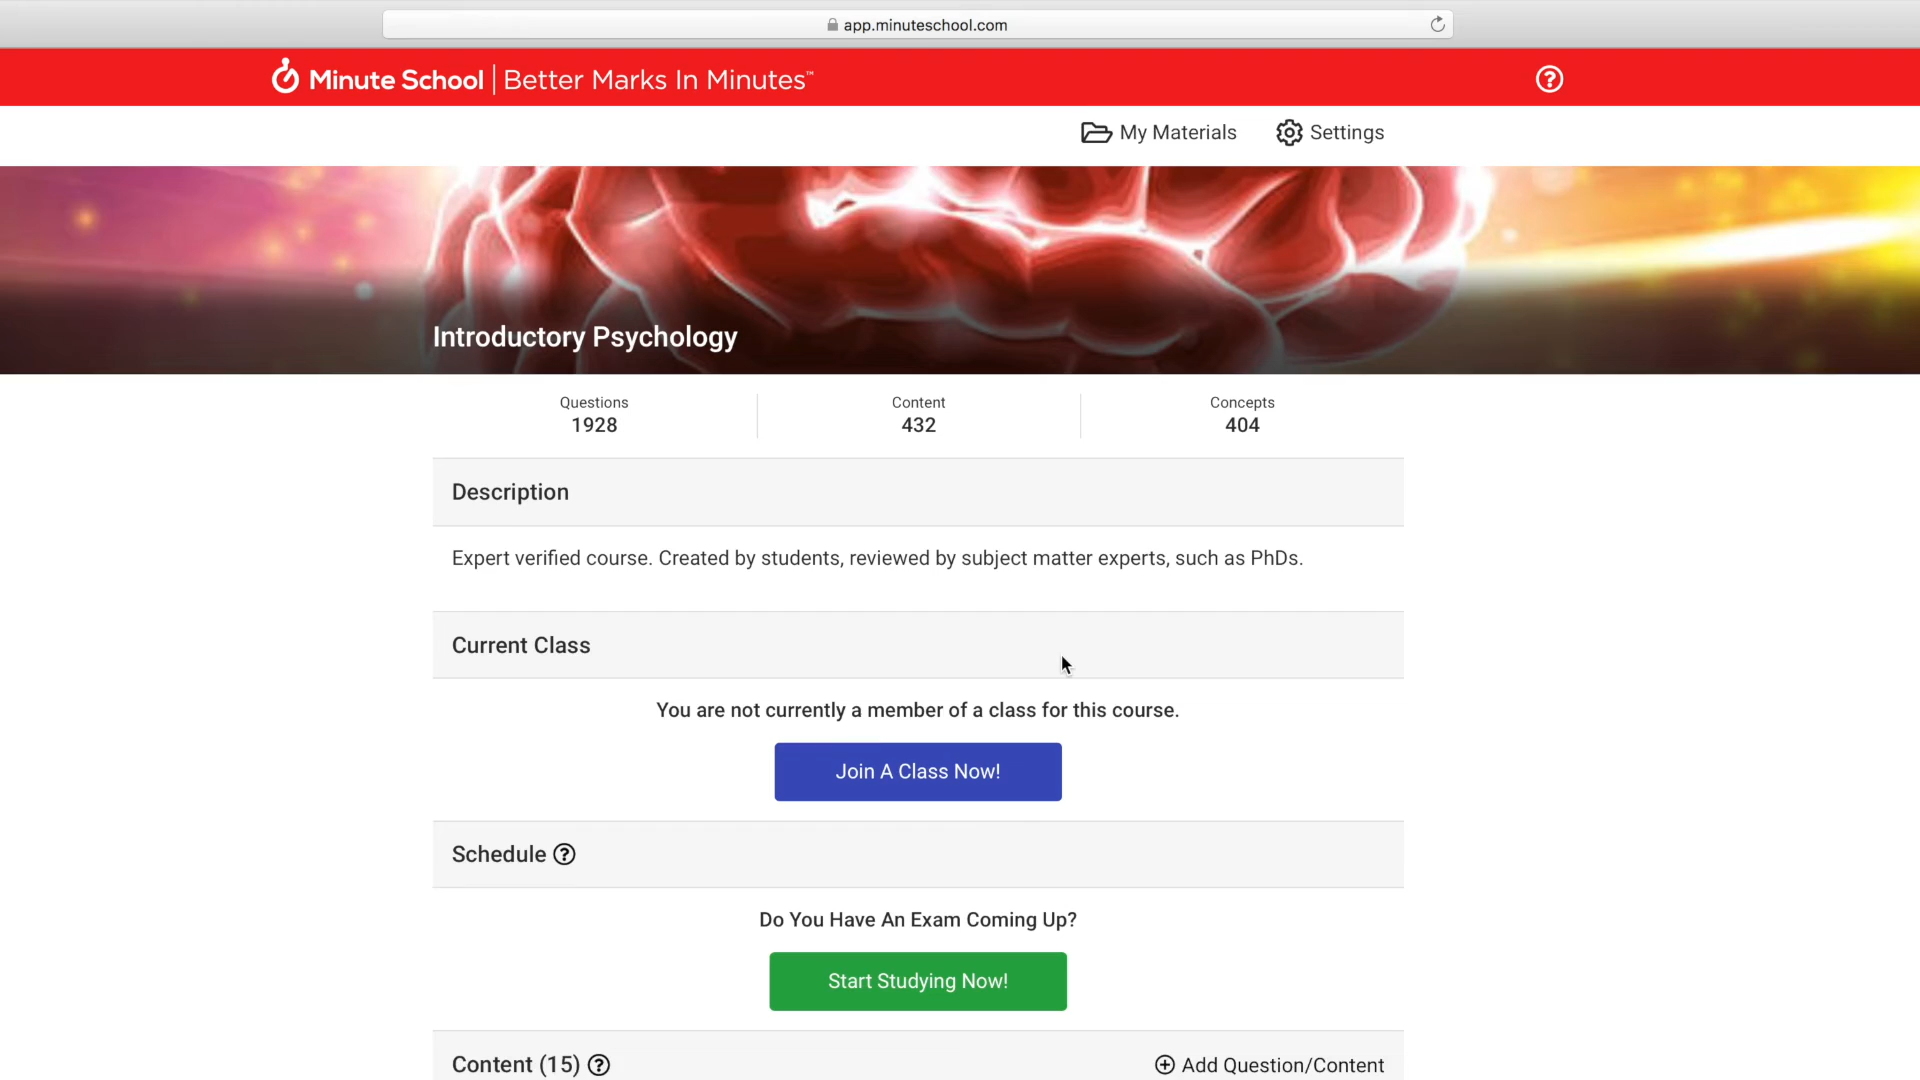 app.minuteschool.com
Minute School | Better Marks In Minutes™
My Materials
Settings
Introductory Psychology
Questions
1928
Content
432
Concepts
404
Description
Expert verified course. Created by students, reviewed by subject matter experts, such as PhDs.
Current Class
You are not currently a member of a class for this course.
Join A Class Now!
Schedule
Do You Have An Exam Coming Up?
Start Studying Now!
Content (15)
Add Question/Content